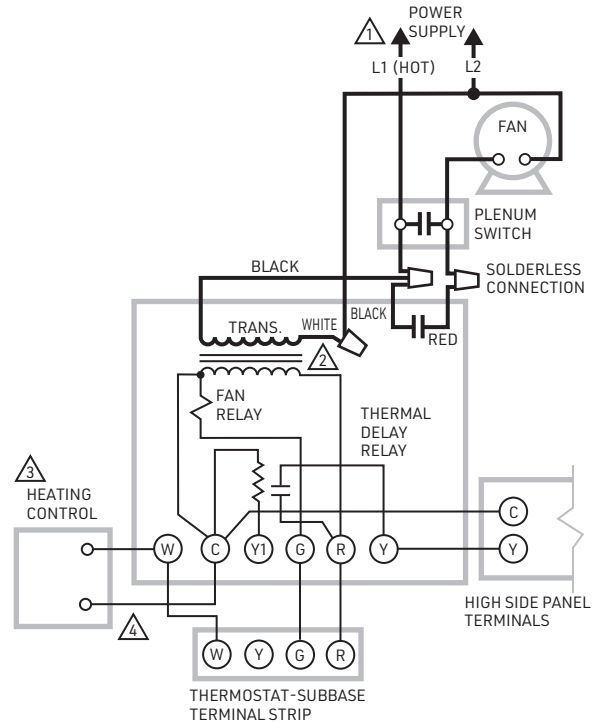 POWER
SUPPLY
1
L1 (HOT)
L2
FAN
PLENUM
SWITCH
SOLDERLESS
CONNECTION
BLACK
TRANS.
WHITE
BLACK
RED
2
FAN
RELAY
THERMAL
DELAY
RELAY
3
HEATING
CONTROL
C
W
C
Y1
G
R
Y
Y
HIGH SIDE PANEL
TERMINALS
4
W
Y
G
R
THERMOSTAT-SUBBASE
TERMINAL STRIP